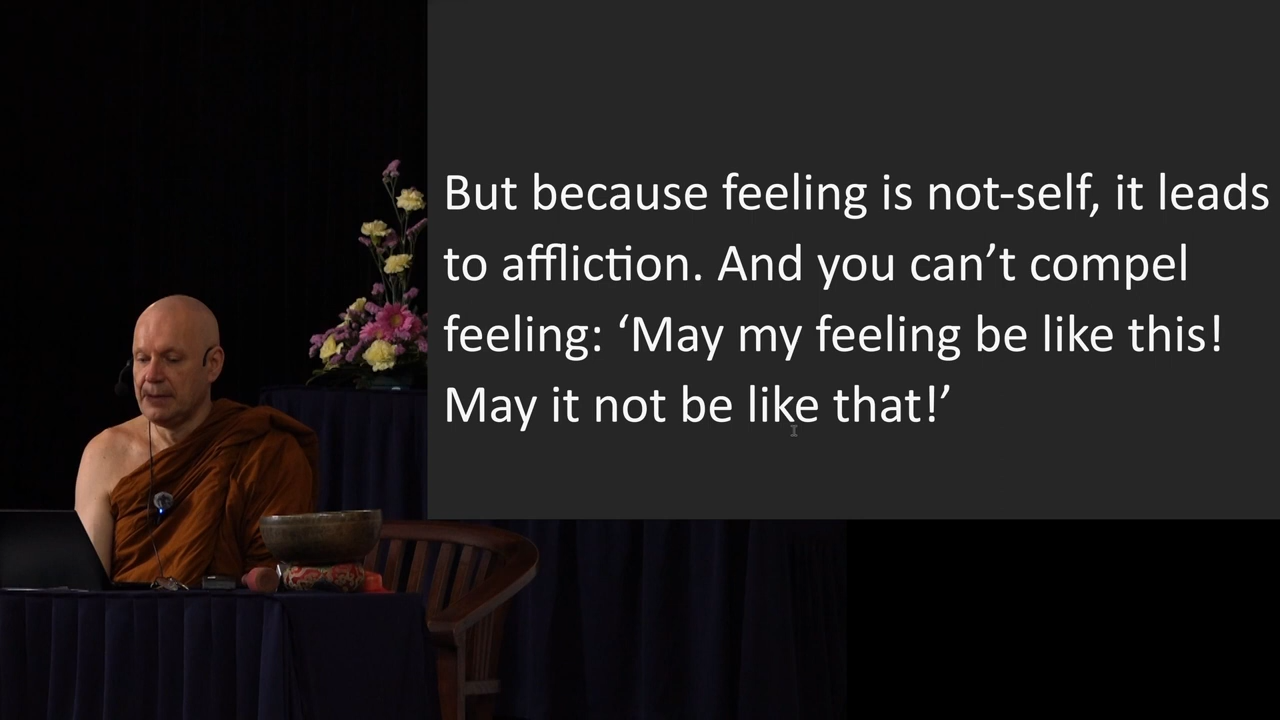 But because feeling is not-self, it leads
to affliction. And you can’t compel
feeling: ‘May my feeling be like this!
May it not be like that!’